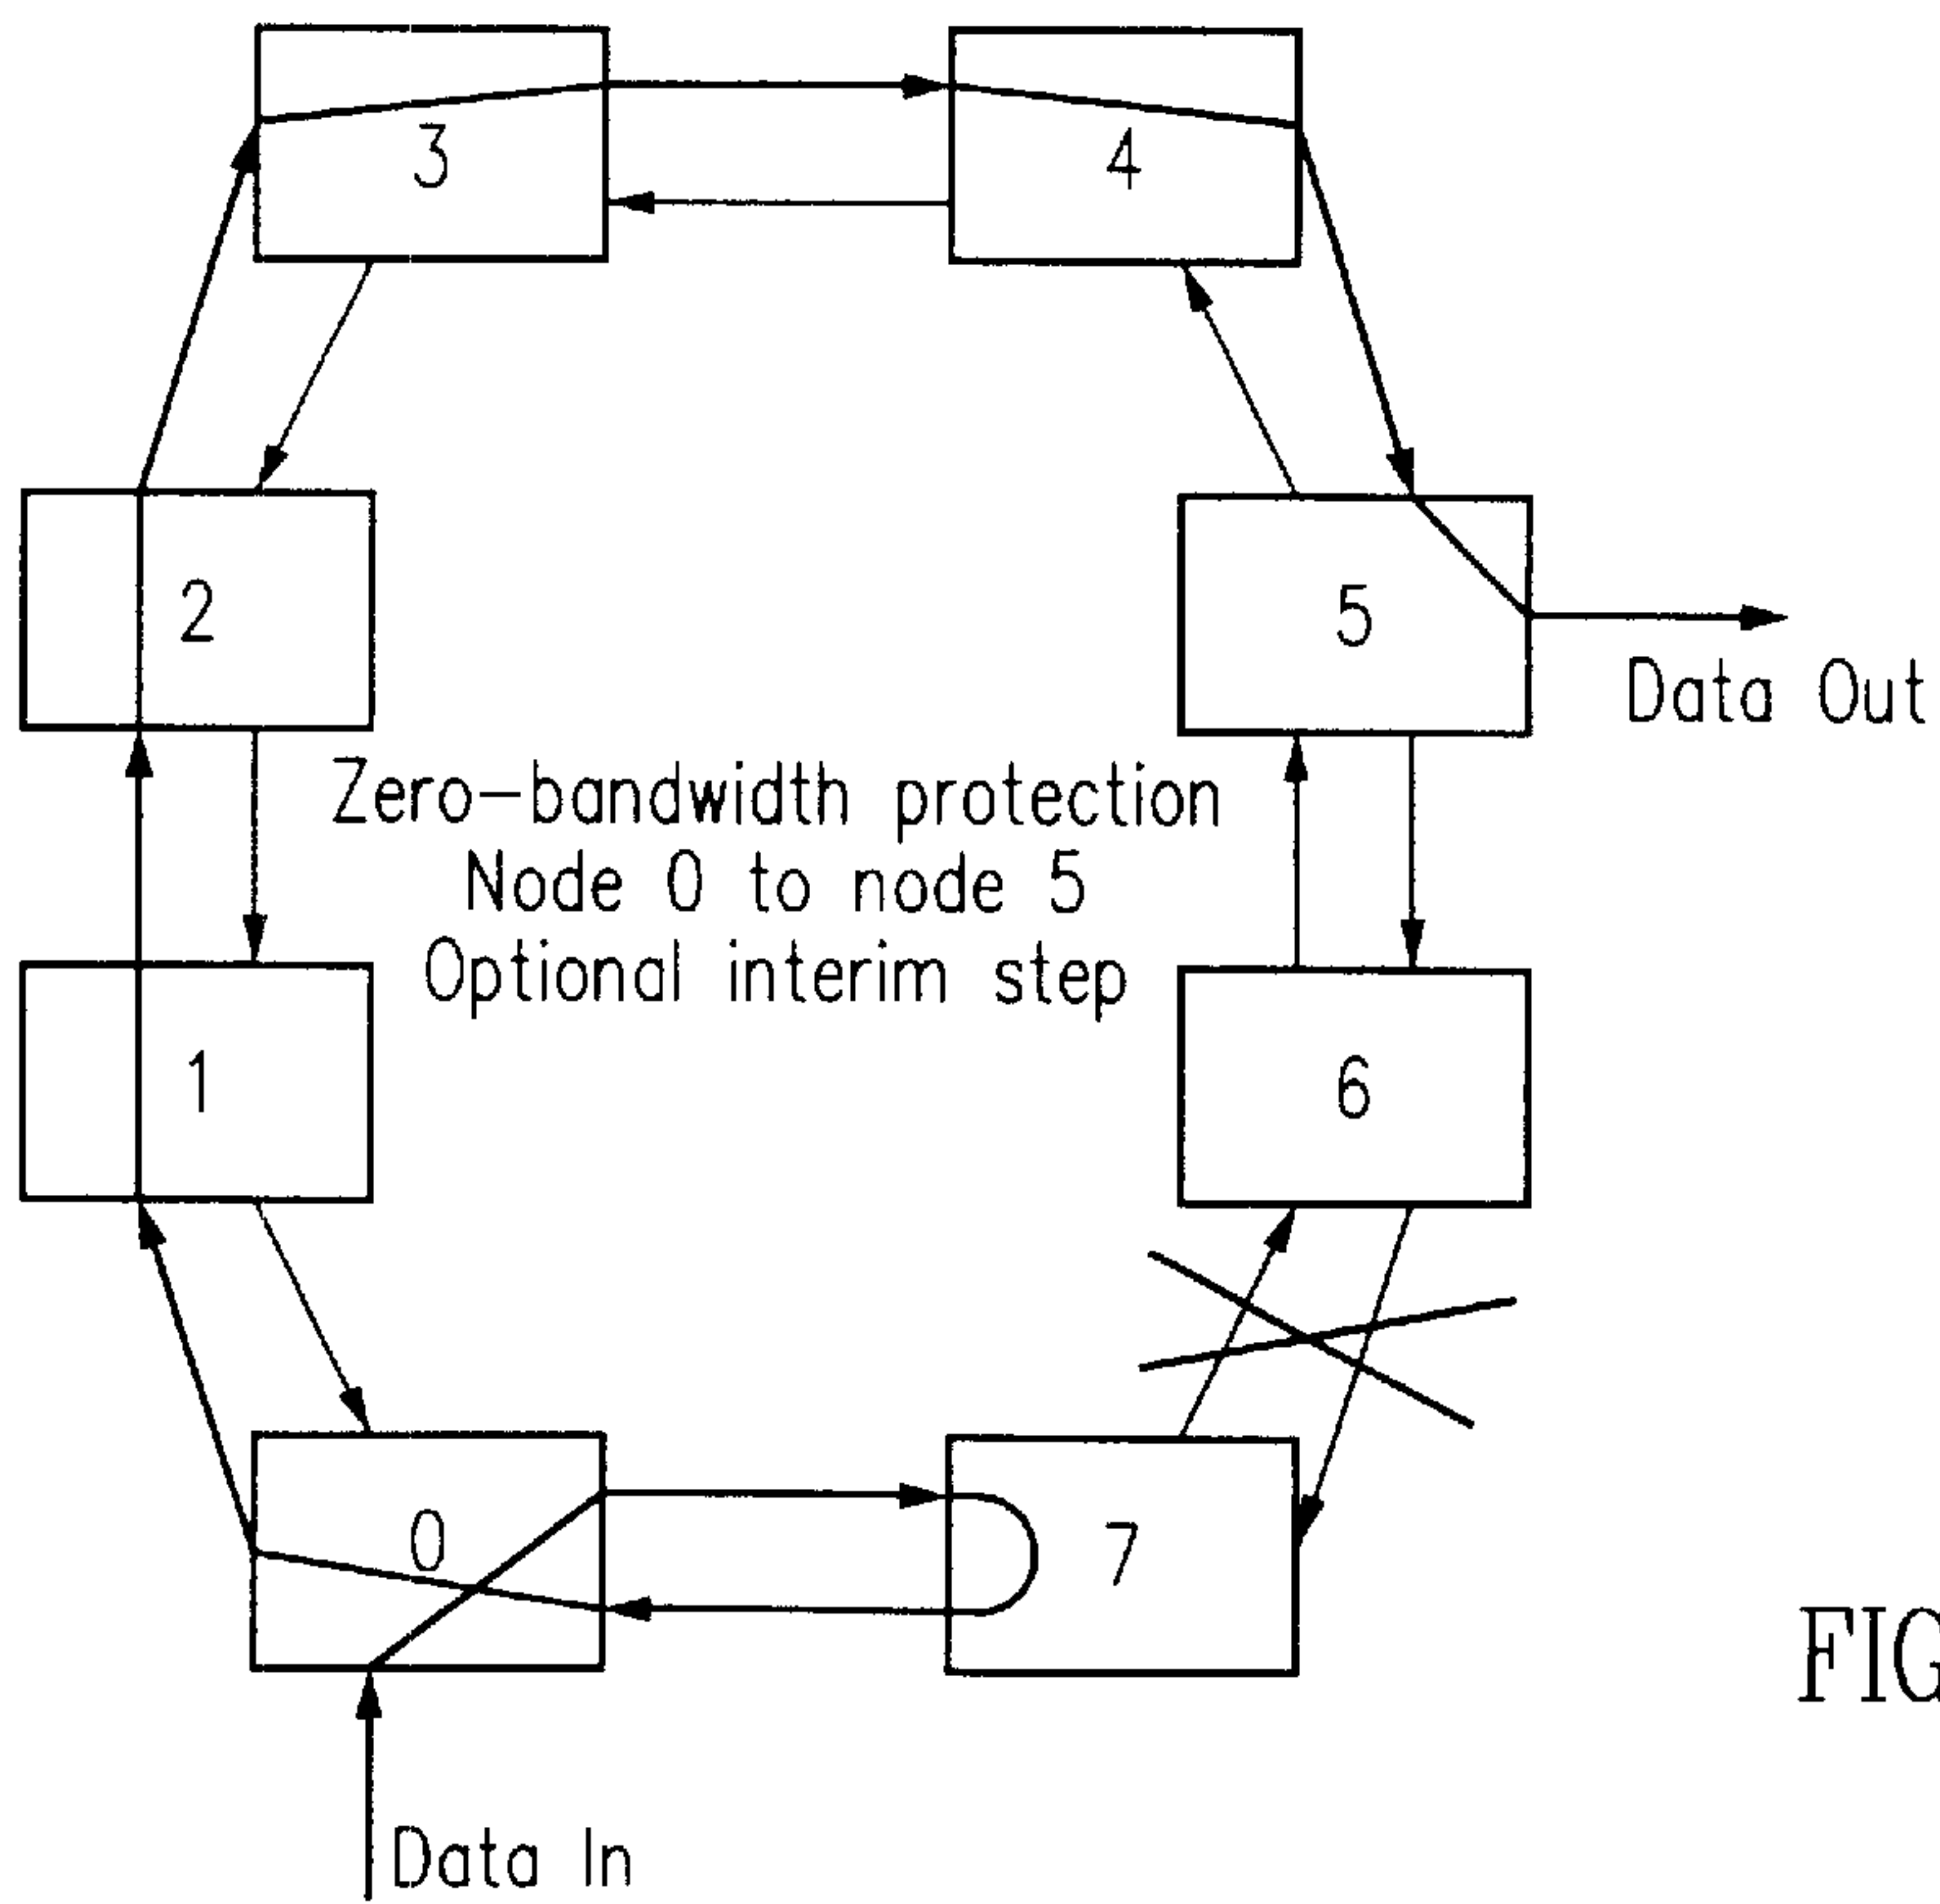 3
4
2
5
Data Out
Zero-bandwidth protection
Node 0 to node 5
Optional interim step
1
6
0
7
Data In